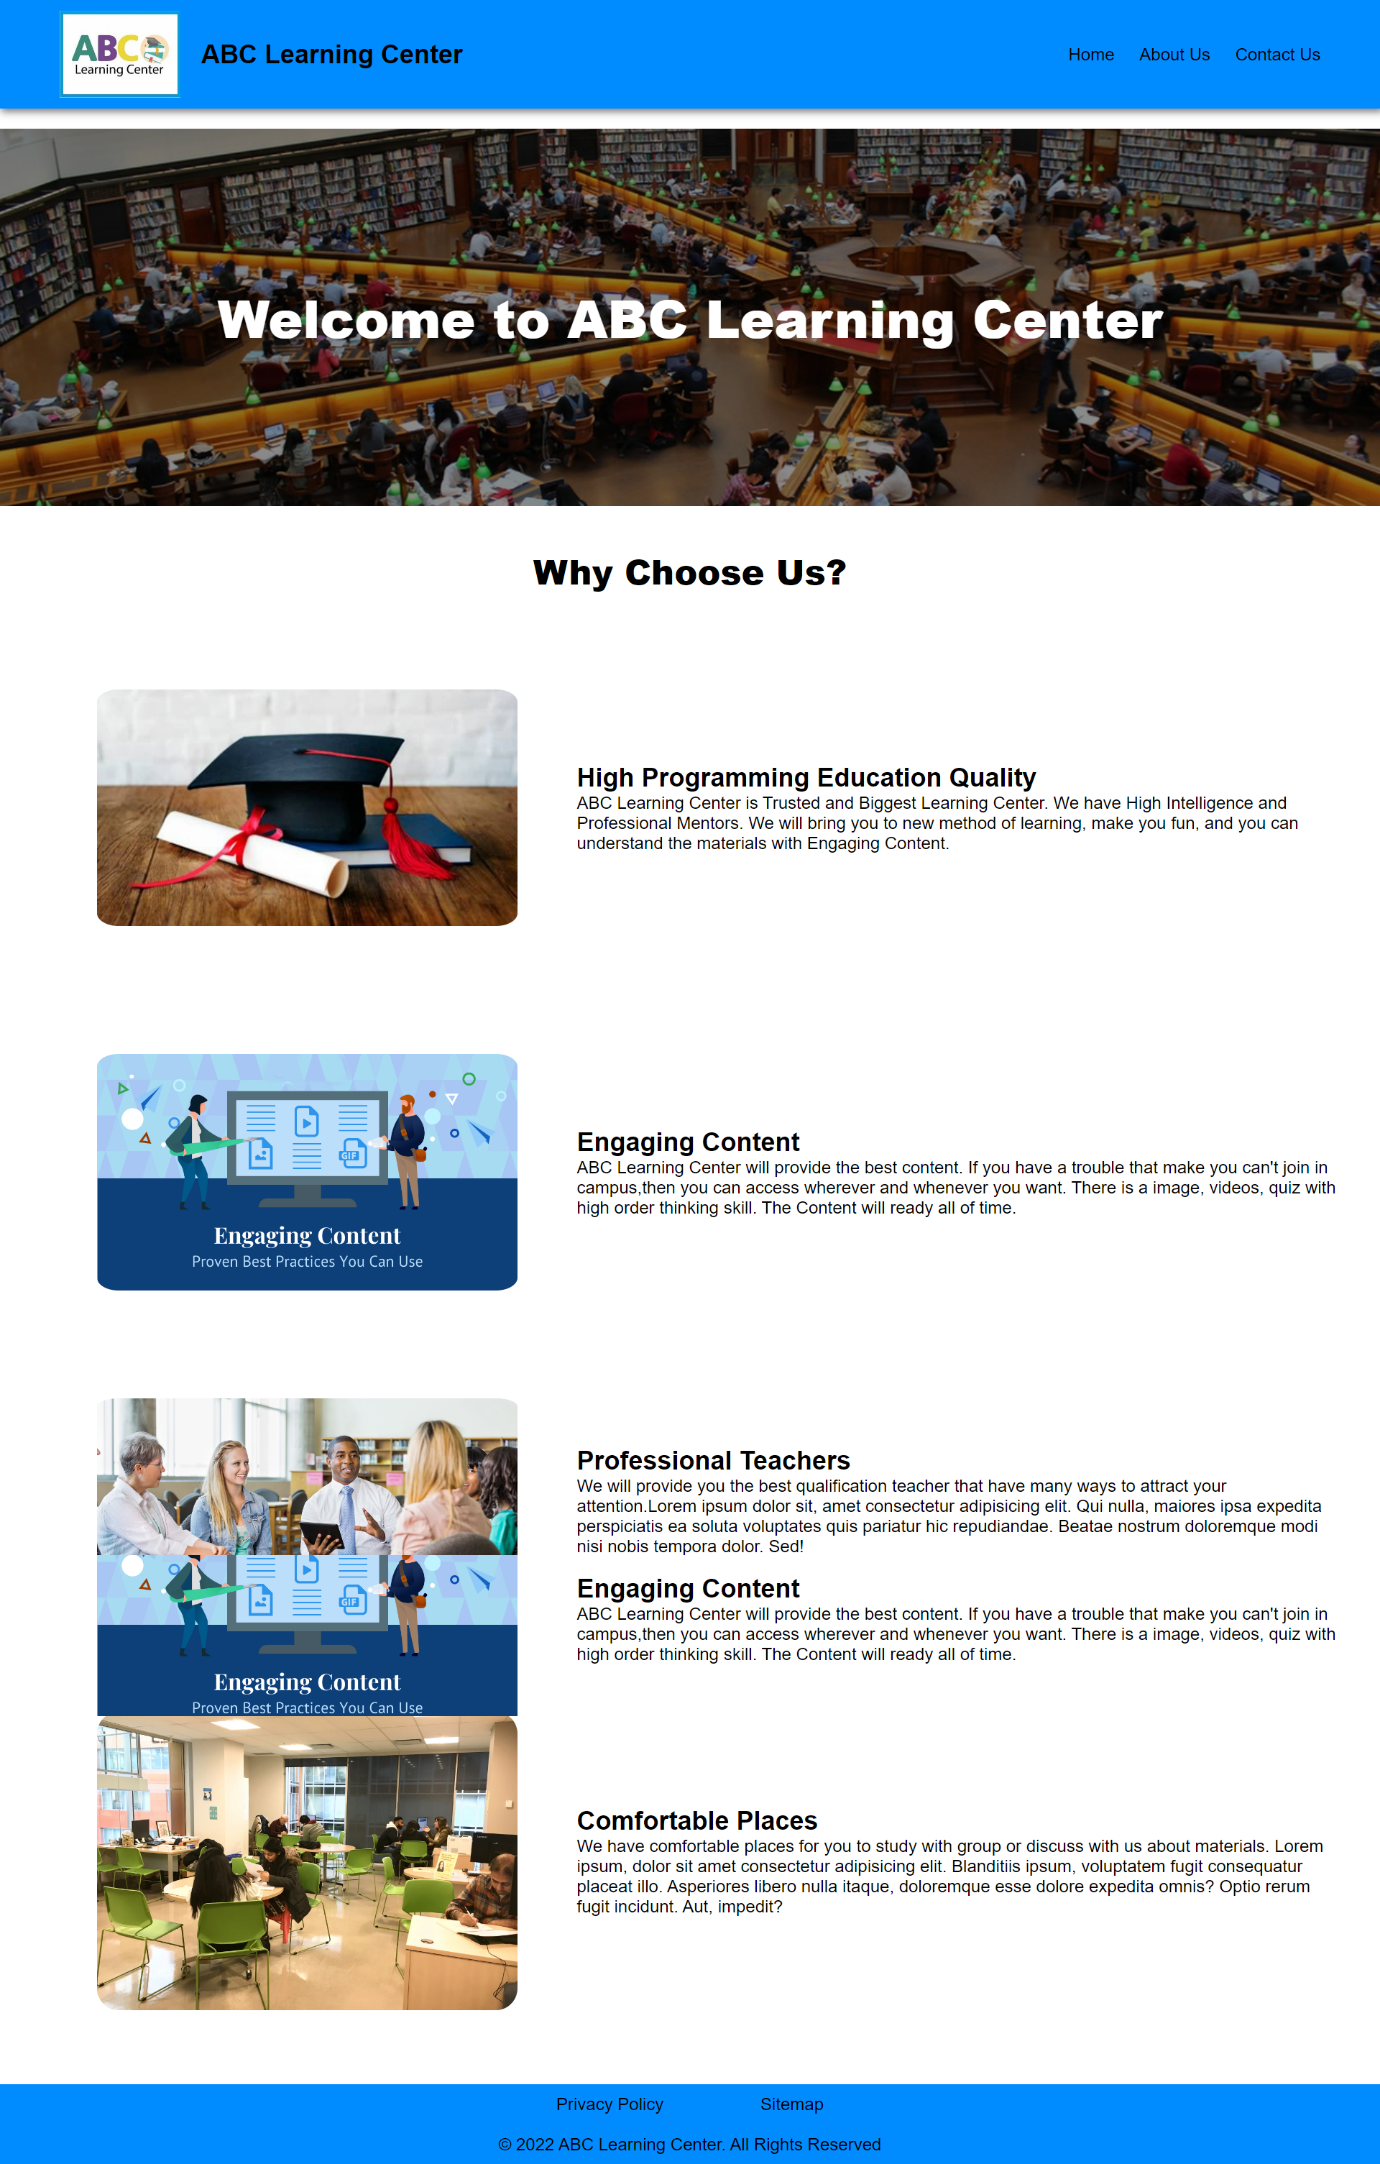 ABC
Learning Center
ABC Learning Center
Home
About Us
Contact Us
Welcome to ABC Learning Center
Why Choose Us?
High Programming Education Quality
ABC Learning Center is Trusted and Biggest Learning Center. We have High Intelligence and
Professional Mentors. We will bring you to new method of learning, make you fun, and you can
understand the materials with Engaging Content.
GIF
Engaging Content
Proven Best Practices You Can Use
Engaging Content
ABC Learning Center will provide the best content. If you have a trouble that make you can't join in
campus,then you can access wherever and whenever you want. There is a image, videos, quiz with
high order thinking skill. The Content will ready all of time.
Professional Teachers
We will provide you the best qualification teacher that have many ways to attract your
attention.Lorem ipsum dolor sit, amet consectetur adipisicing elit. Qui nulla, maiores ipsa expedita
perspiciatis ea soluta voluptates quis pariatur hic repudiandae. Beatae nostrum doloremque modi
nisi nobis tempora dolor. Sed!
GIF
Engaging Content
Proven Best Practices You Can Use
Engaging Content
ABC Learning Center will provide the best content. If you have a trouble that make you can't join in
campus,then you can access wherever and whenever you want. There is a image, videos, quiz with
high order thinking skill. The Content will ready all of time.
Comfortable Places
We have comfortable places for you to study with group or discuss with us about materials. Lorem
ipsum, dolor sit amet consectetur adipisicing elit. Blanditiis ipsum, voluptatem fugit consequatur
placeat illo. Asperiores libero nulla itaque, doloremque esse dolore expedita omnis? Optio rerum
fugit incidunt. Aut, impedit?
Privacy Policy
Sitemap
© 2022 ABC Learning Center. All Rights Reserved